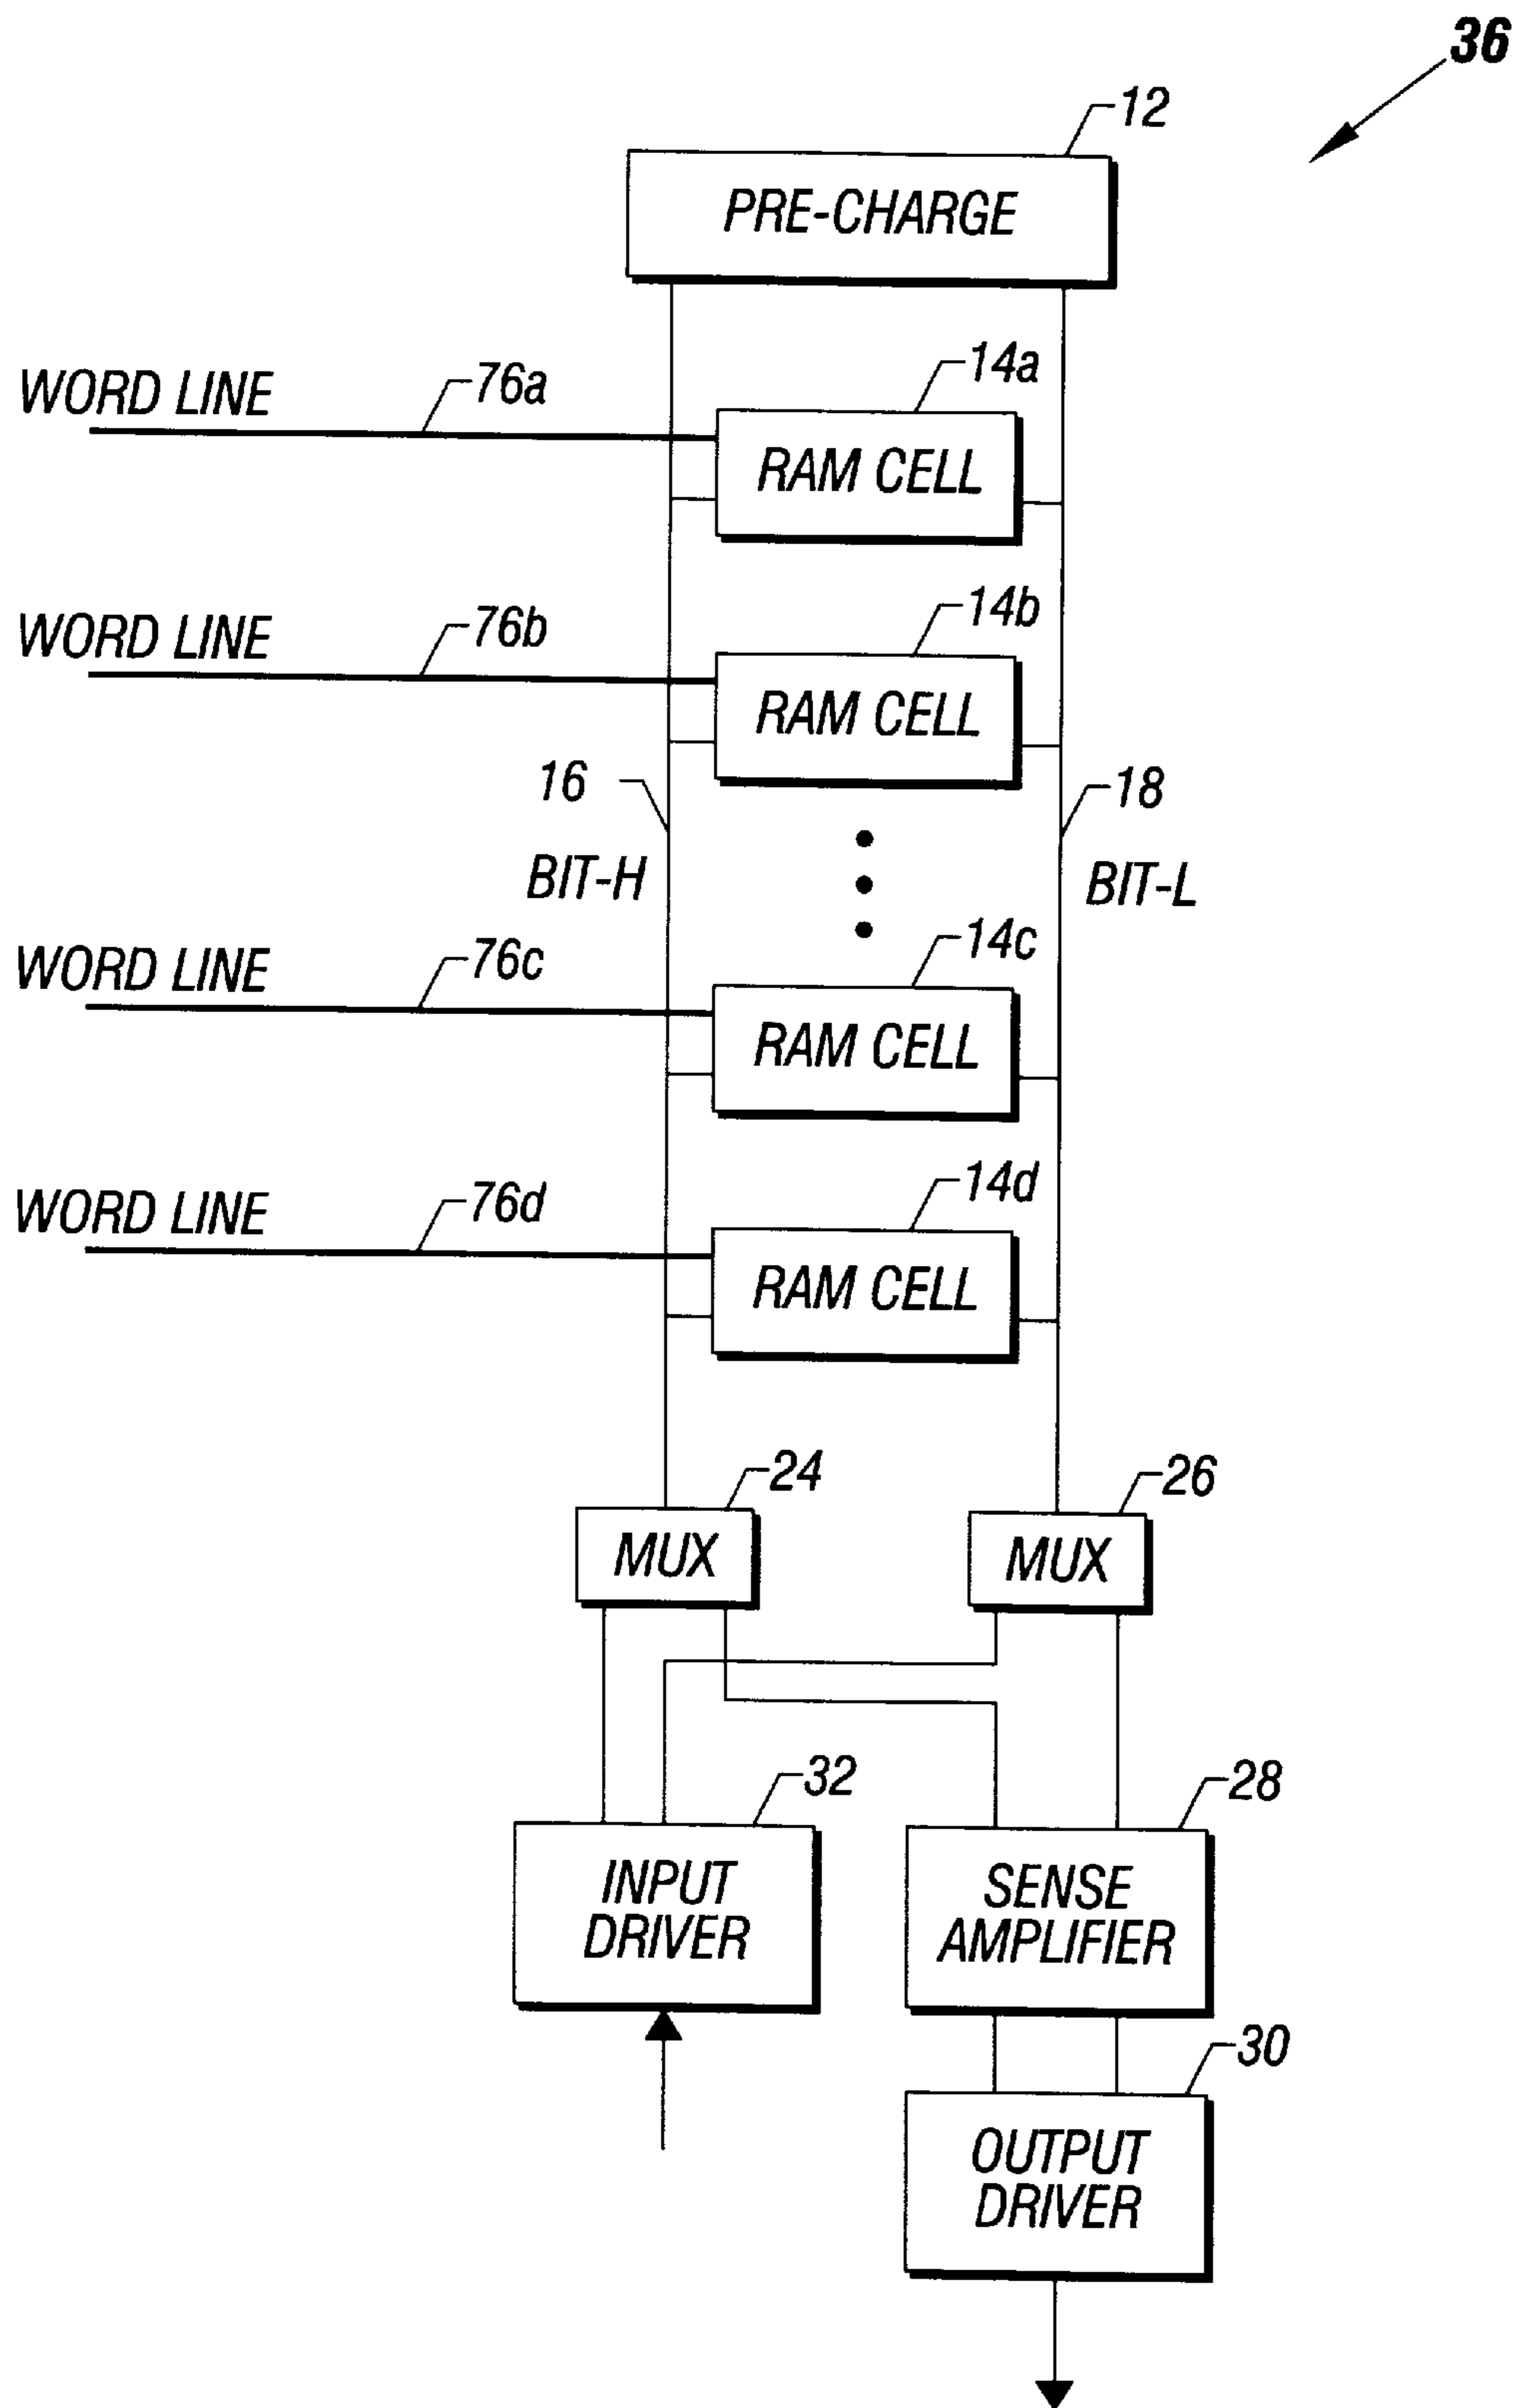 36
12
PRE-CHARGE
WORD LINE
76a
14a
RAM CELL
WORD LINE
76b
14b
RAM CELL
16
18
BIT-H
BIT-L
WORD LINE
76c
14c
RAM CELL
WORD LINE
76d
14d
RAM CELL
24
26
MUX
MUX
32
28
INPUT
DRIVER
SENSE
AMPLIFIER
30
OUTPUT
DRIVER